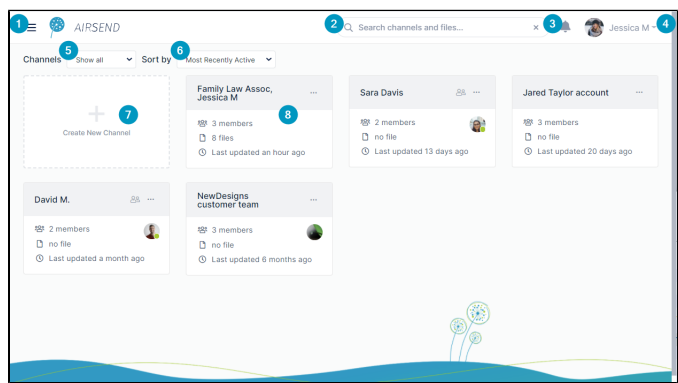 1 AIRSEND 2 Search channels and files... × 3 Jessica M 4
Channels 5 Show all Sort by 6 Most Recently Active
Create New Channel 7
Family Law Assoc,
Jessica M ...
8
3 members
8 files
Last updated an hour ago
Sara Davis ...
2 members
no file
Last updated 13 days ago
Jared Taylor account ...
3 members
no file
Last updated 20 days ago
David M. ...
2 members
no file
Last updated a month ago
NewDesigns
customer team ...
3 members
no file
Last updated 6 months ago